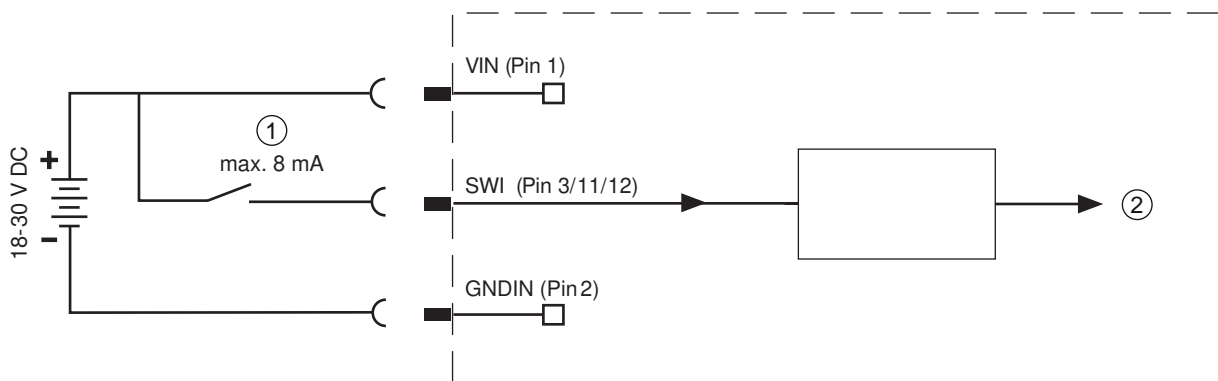 VIN (Pin 1)
1
max. 8 mA
18-30 V DC
+
-
SWI (Pin 3/11/12)
2
GNDIN (Pin 2)